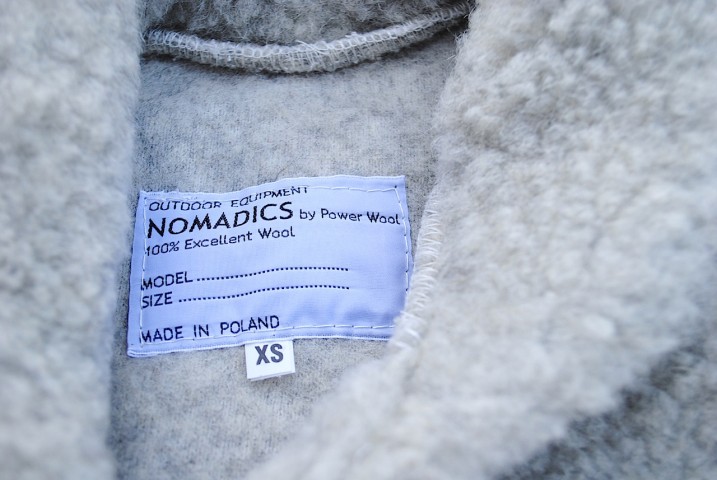 OUTDOOR EQUIPMENT
NOMADICS by Power Wool
100% Excellent Wool
MODEL ........................................
SIZE .............................................
MADE IN POLAND
XS